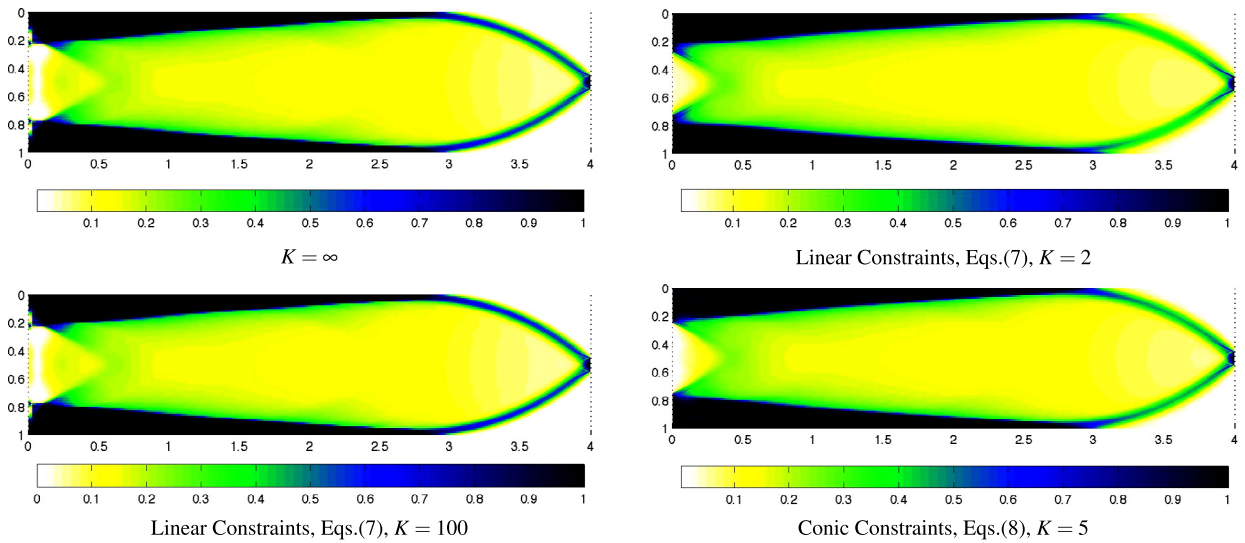 0
0.2
0.4
0.6
0.8
1
0 0.5 1 1.5 2 2.5 3 3.5 4
0.1 0.2 0.3 0.4 0.5 0.6 0.7 0.8 0.9 1
K = ∞
0
0.2
0.4
0.6
0.8
1
0 0.5 1 1.5 2 2.5 3 3.5 4
0.1 0.2 0.3 0.4 0.5 0.6 0.7 0.8 0.9 1
Linear Constraints, Eqs.(7), K = 2
0
0.2
0.4
0.6
0.8
1
0 0.5 1 1.5 2 2.5 3 3.5 4
0 0.1 0.2 0.3 0.4 0.5 0.6 0.7 0.8 0.9 1
Linear Constraints, Eqs.(7), K = 100
0
0.2
0.4
0.6
0.8
1
0 0.5 1 1.5 2 2.5 3 3.5 4
0.1 0.2 0.3 0.4 0.5 0.6 0.7 0.8 0.9 1
Conic Constraints, Eqs.(8), K = 5